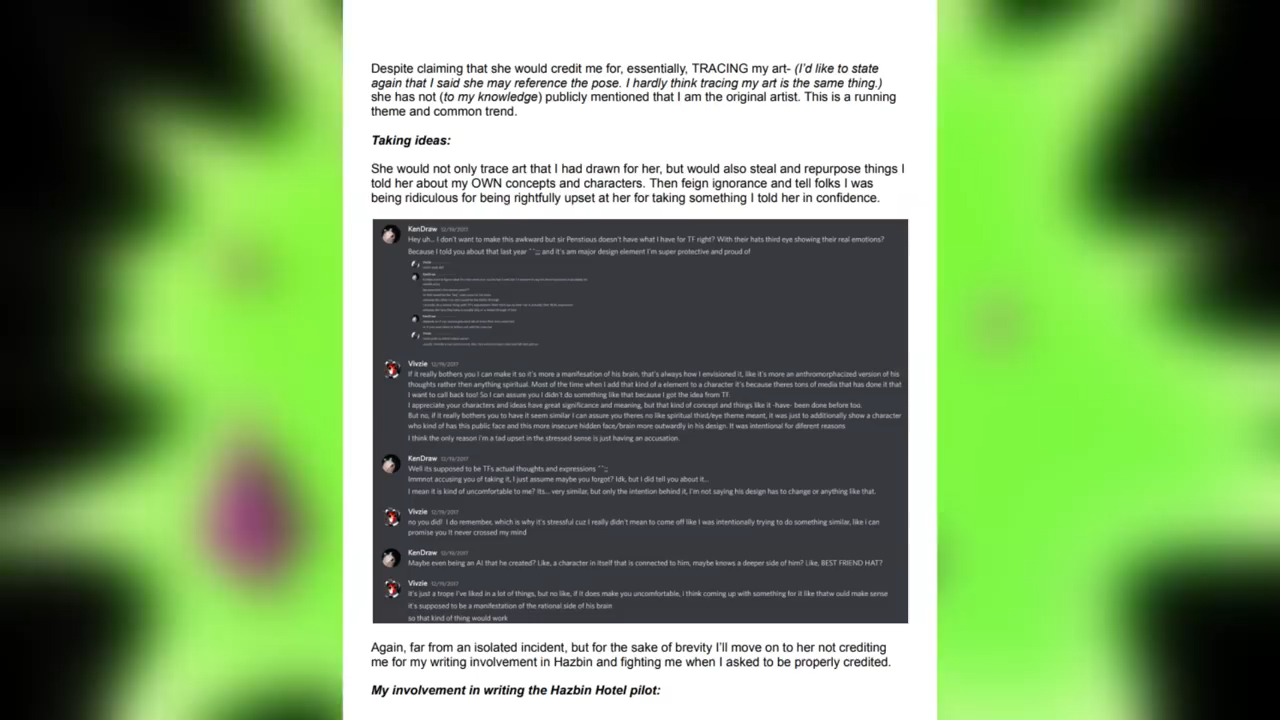 Despite claiming that she would credit me for, essentially, TRACING my art- (I'd like to state
again that I said she may reference the pose. I hardly think tracing my art is the same thing.)
she has not (to my knowledge) publicly mentioned that I am the original artist. This is a running
theme and common trend.
Taking ideas:
She would not only trace art that I had drawn for her, but would also steal and repurpose things I
told her about my OWN concepts and characters. Then feign ignorance and tell folks I was
being ridiculous for being rightfully upset at her for taking something I told her in confidence.
KenDraw 12/19/2017
Hey uh... I don't want to make this awkward but sir Penstious doesn't have what I have for TF right? With their hats third eye showing their real emotions?
Because I told you about that last year ^^;; and it's am major design element I'm super protective and proud of
Vivzie 12/19/2017
If it really bothers you I can make it so it's more a manifesation of his brain, that's always how I envisioned it, like it's more an anthromorphacized version of his
thoughts rather then anything spiritual. Most of the time when I add that kind of a element to a character it's because theres tons of media that has done it that
I want to call back too! So I can assure you I didn't do something like that because I got the idea from TF.
I appreciate your characters and ideas have great significance and meaning, but that kind of concept and things like it -have- been done before too.
But no, if it really bothers you to have it seem similar I can assure you theres no like spiritual third/eye theme meant, it was just to additionally show a character
who kind of has this public face and this more insecure hidden face/brain more outwardly in his design. It was intentional for diferent reasons
I think the only reason i'm a tad upset in the stressed sense is just having an accusation.
KenDraw 12/19/2017
Well its supposed to be TFs actual thoughts and expressions ^^;;
Immnot accusing you of taking it, I just assume maybe you forgot? Idk, but I did tell you about it...
I mean it is kind of uncomfortable to me? Its... very similar, but only thw intention behind it, I'm not saying his design has to change or anything like that.
Vivzie 12/19/2017
no you did! I do remember, which is why it's stressful cuz I really didn't mean to come off like I was intentionally trying to do something similar, like i can
promise you It never crossed my mind
KenDraw 12/19/2017
Maybe even being an AI that he created? Like, a character in itself that is connected to him, maybe knows a deeper side of him? Like, BEST FRIEND HAT?
Vivzie 12/19/2017
it's just a trope I've liked in a lot of things, but no like, if it does make you uncomfortable, i think coming up with something for it like thatw ould make sense
it's supposed to be a manifestation of the rational side of his brain
so that kind of thing would work
Again, far from an isolated incident, but for the sake of brevity I'll move on to her not crediting
me for my writing involvement in Hazbin and fighting me when I asked to be properly credited.
My involvement in writing the Hazbin Hotel pilot: